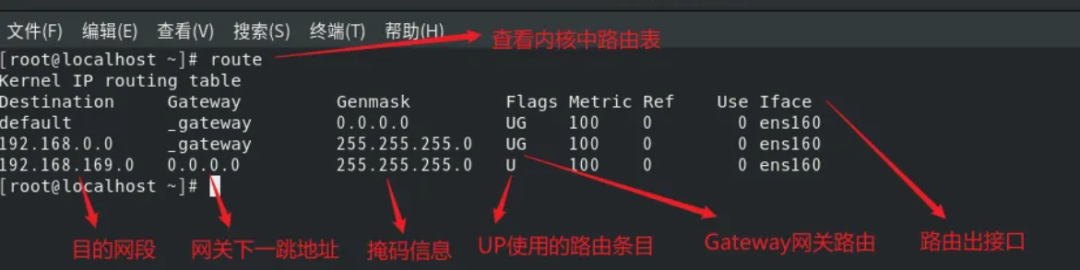 文件(F) 编辑(E) 查看(V) 搜索(S) 终端(T) 帮助(H)
[root@localhost ~]# route
查看内核中路由表
Kernel IP routing table
Destination Gateway Genmask Flags Metric Ref Use Iface
default _gateway 0.0.0.0 UG 100 0 0 ens160
192.168.0.0 _gateway 255.255.255.0 UG 100 0 0 ens160
192.168.169.0 0.0.0.0 255.255.255.0 U 100 0 0 ens160
[root@localhost ~]#
目的网段 网关下一跳地址 掩码信息 UP使用的路由条目 Gateway网关路由 路由出接口